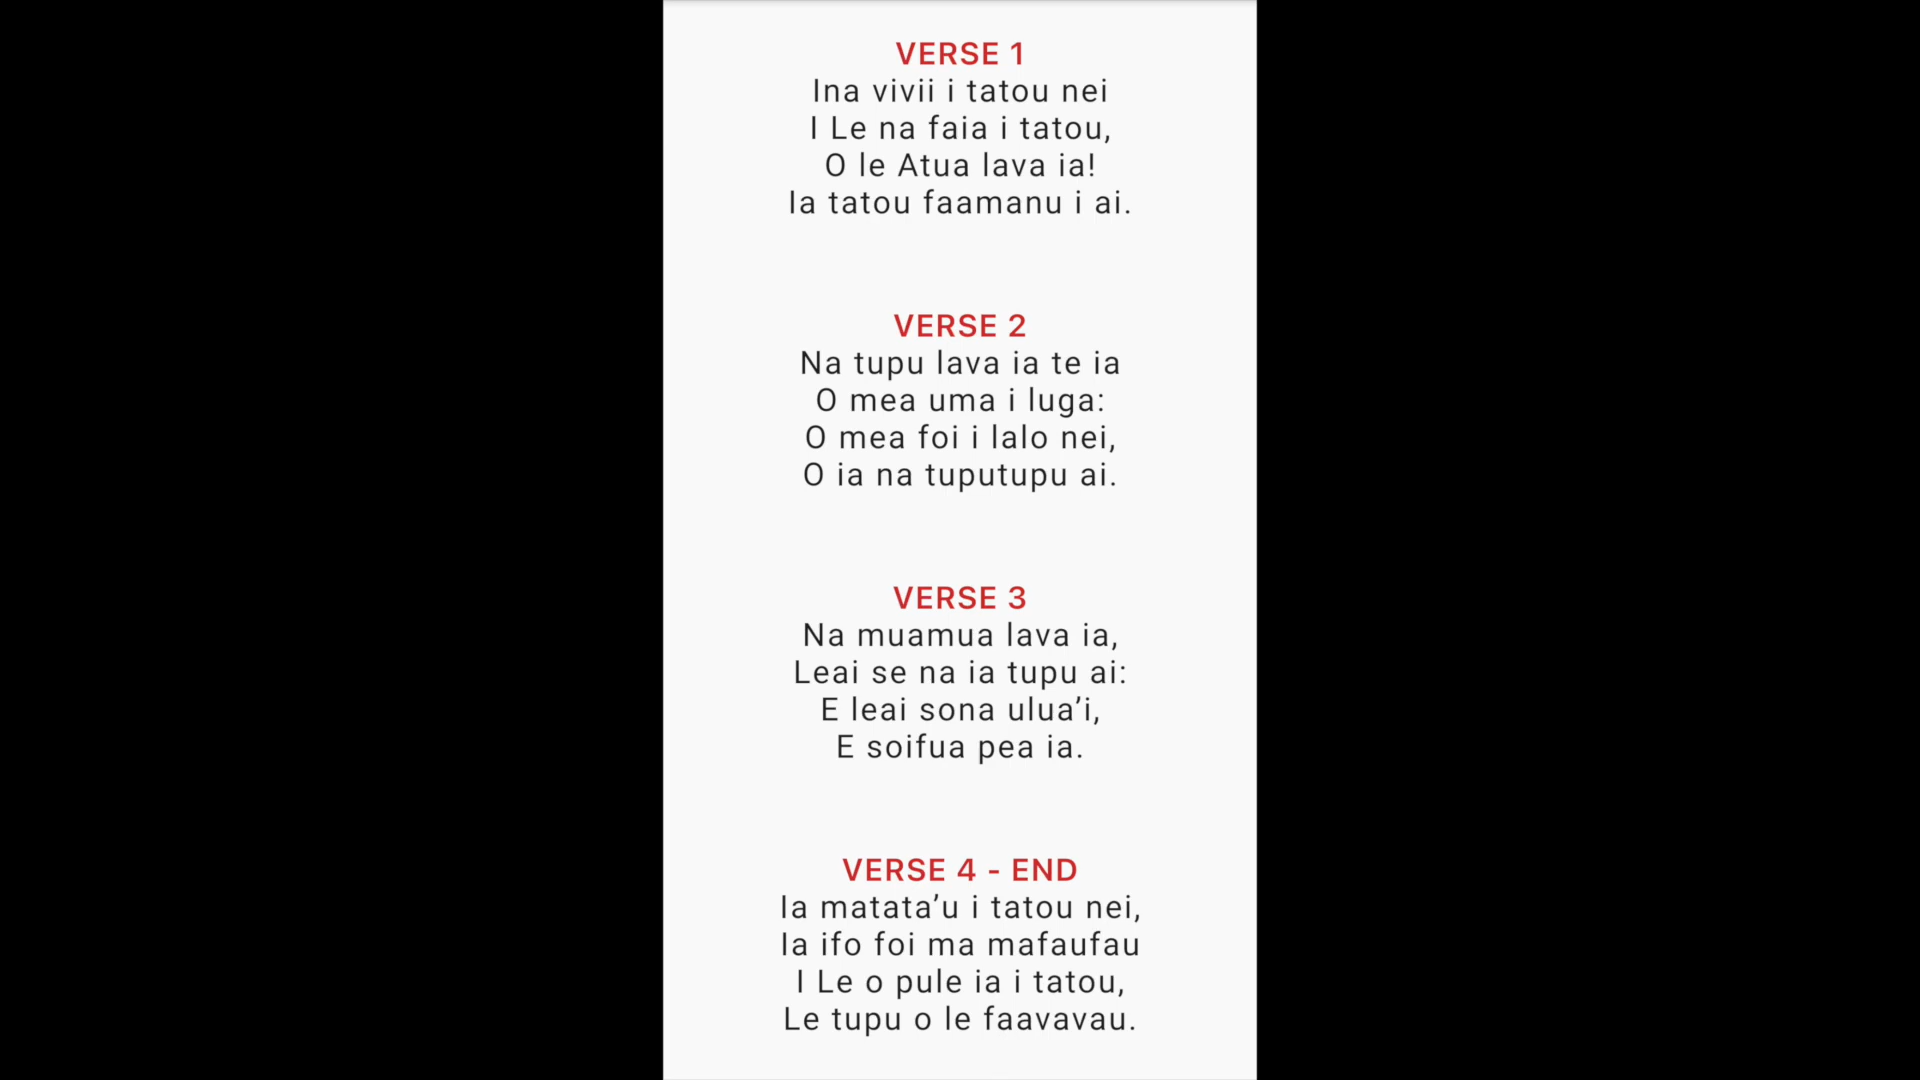 VERSE 1
Ina vivii i tatou nei
I Le na faia i tatou,
O le Atua lava ia!
Ia tatou faamanu i ai.
VERSE 2
Na tupu lava ia te ia
O mea uma i luga:
O mea foi i lalo nei,
O ia na tuputupu ai.
VERSE 3
Na muamua lava ia,
Leai se na ia tupu ai:
E leai sona ulua’i,
E soifua pea ia.
VERSE 4 - END
Ia matata’u i tatou nei,
Ia ifo foi ma mafaufau
I Le o pule ia i tatou,
Le tupu o le faavavau.